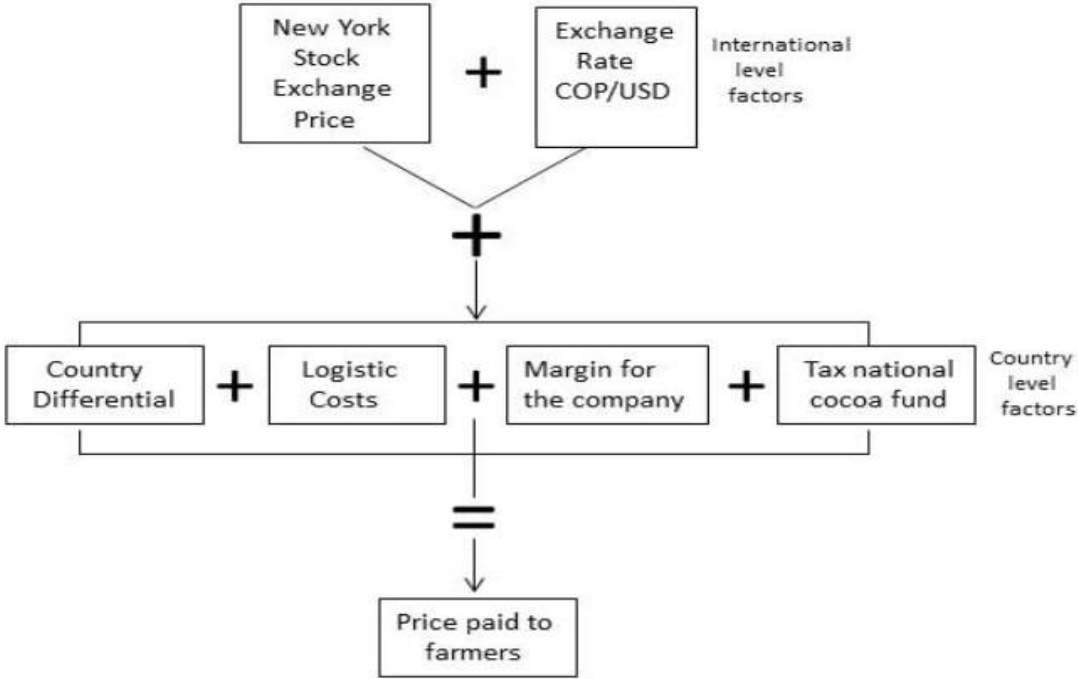 New York
Stock
Exchange
Price
+
Exchange
Rate
COP/USD
International
level
factors
+
Country
Differential
+
Logistic
Costs
+
Margin for
the company
+
Tax national
cocoa fund
Country
level
factors
=
Price paid to
farmers